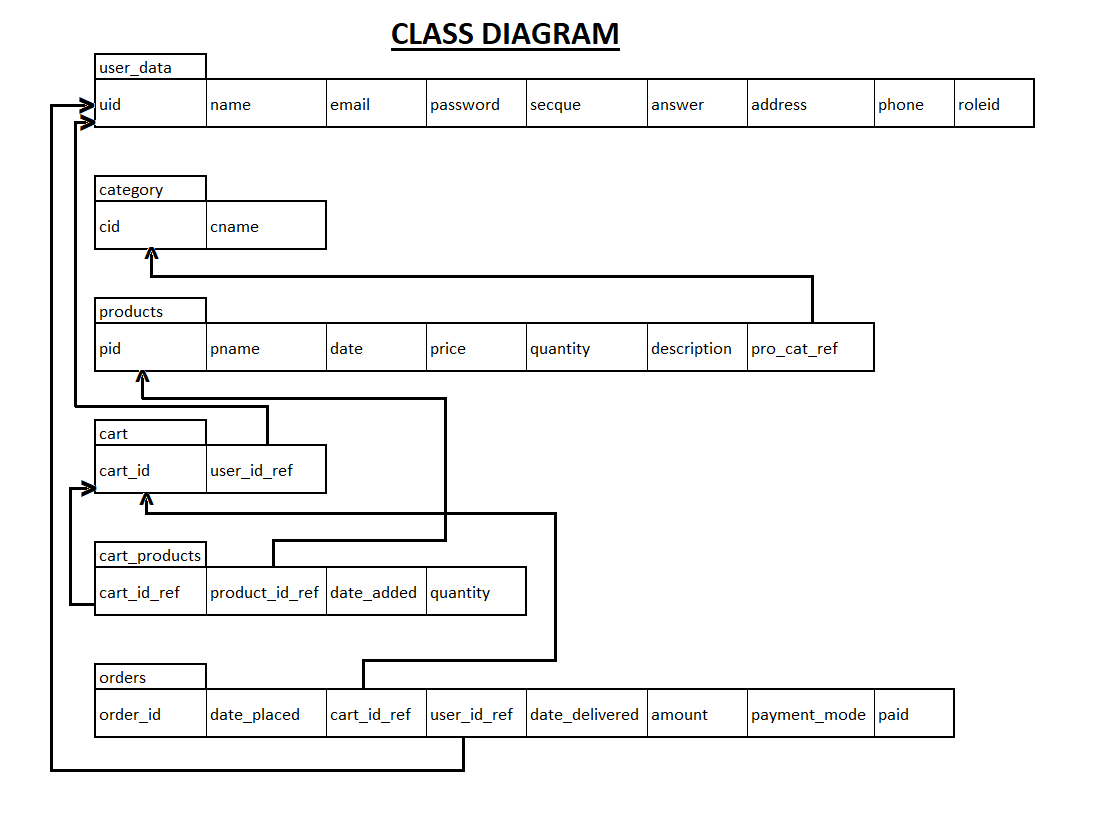 CLASS DIAGRAM
user_data
uid name email password secque answer address phone roleid
category
cid cname
products
pid pname date price quantity description pro_cat_ref
cart
cart_id user_id_ref
cart_products
cart_id_ref product_id_ref date_added quantity
orders
order_id date_placed cart_id_ref user_id_ref date_delivered amount payment_mode paid